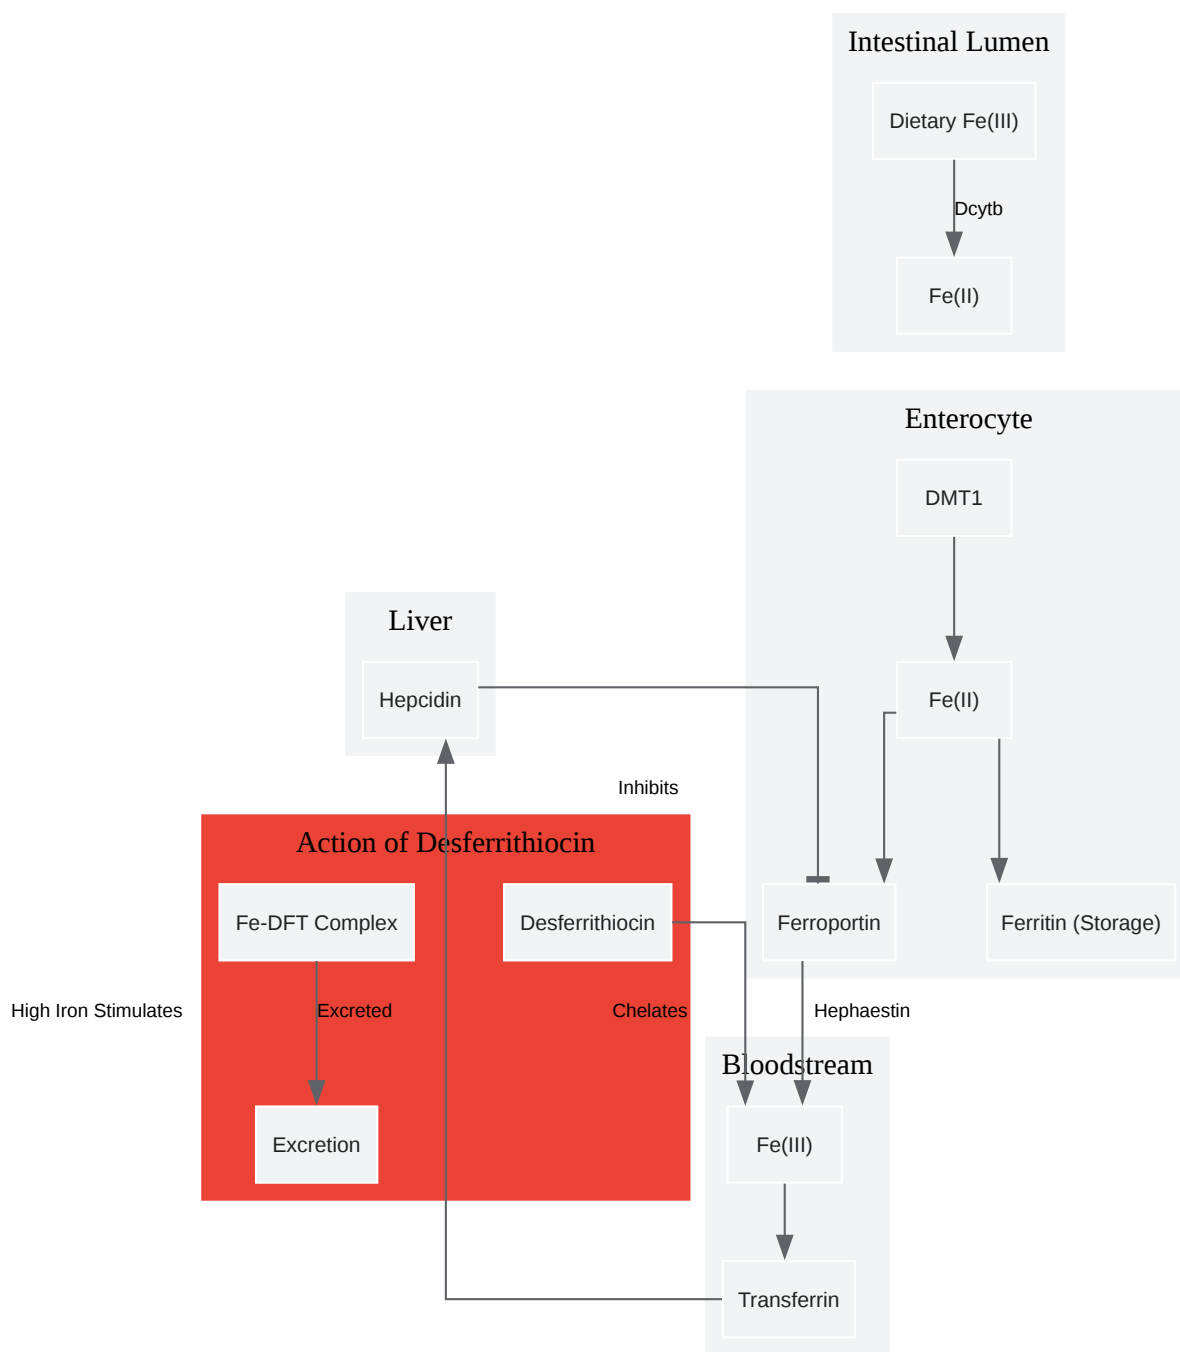 Intestinal Lumen
Dietary Fe(III)
Dcytb
Fe(II)
Enterocyte
DMT1
Liver
Hepcidin
Fe(II)
Inhibits
Action of Desferrithiocin
Fe-DFT Complex
Desferrithiocin
Ferroportin
Ferritin (Storage)
High Iron Stimulates
Excreted
Chelates
Hephaestin
Bloodstream
Excretion
Fe(III)
Transferrin